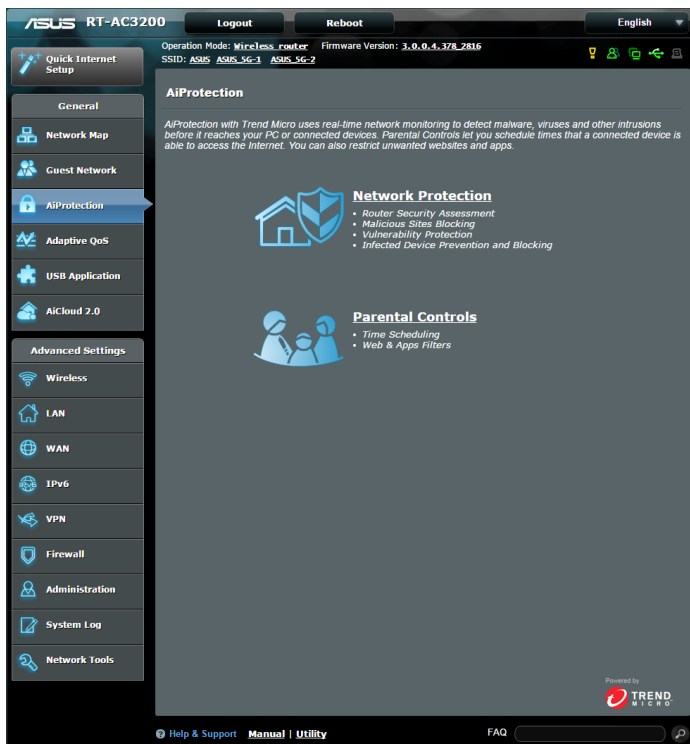 ASUS RT-AC3200 Logout Reboot English
Quick Internet Setup
Operation Mode: Wireless router Firmware Version: 3.0.0.4.378_2816
SSID: ASUS ASUS_5G-1 ASUS_5G-2
General
Network Map
Guest Network
AiProtection
Adaptive QoS
USB Application
AiCloud 2.0
Advanced Settings
Wireless
LAN
WAN
IPv6
IPv6
VPN
Firewall
Administration
System Log
Network Tools
AiProtection
AiProtection with Trend Micro uses real-time network monitoring to detect malware, viruses and other intrusions
before it reaches your PC or connected devices. Parental Controls let you schedule times that a connected device is
able to access the Internet. You can also restrict unwanted websites and apps.
Network Protection
• Router Security Assessment
• Malicious Sites Blocking
• Vulnerability Protection
• Infected Device Prevention and Blocking
Parental Controls
• Time Scheduling
• Web & Apps Filters
Powered by
TREND
MICRO
Help & Support Manual | Utility FAQ